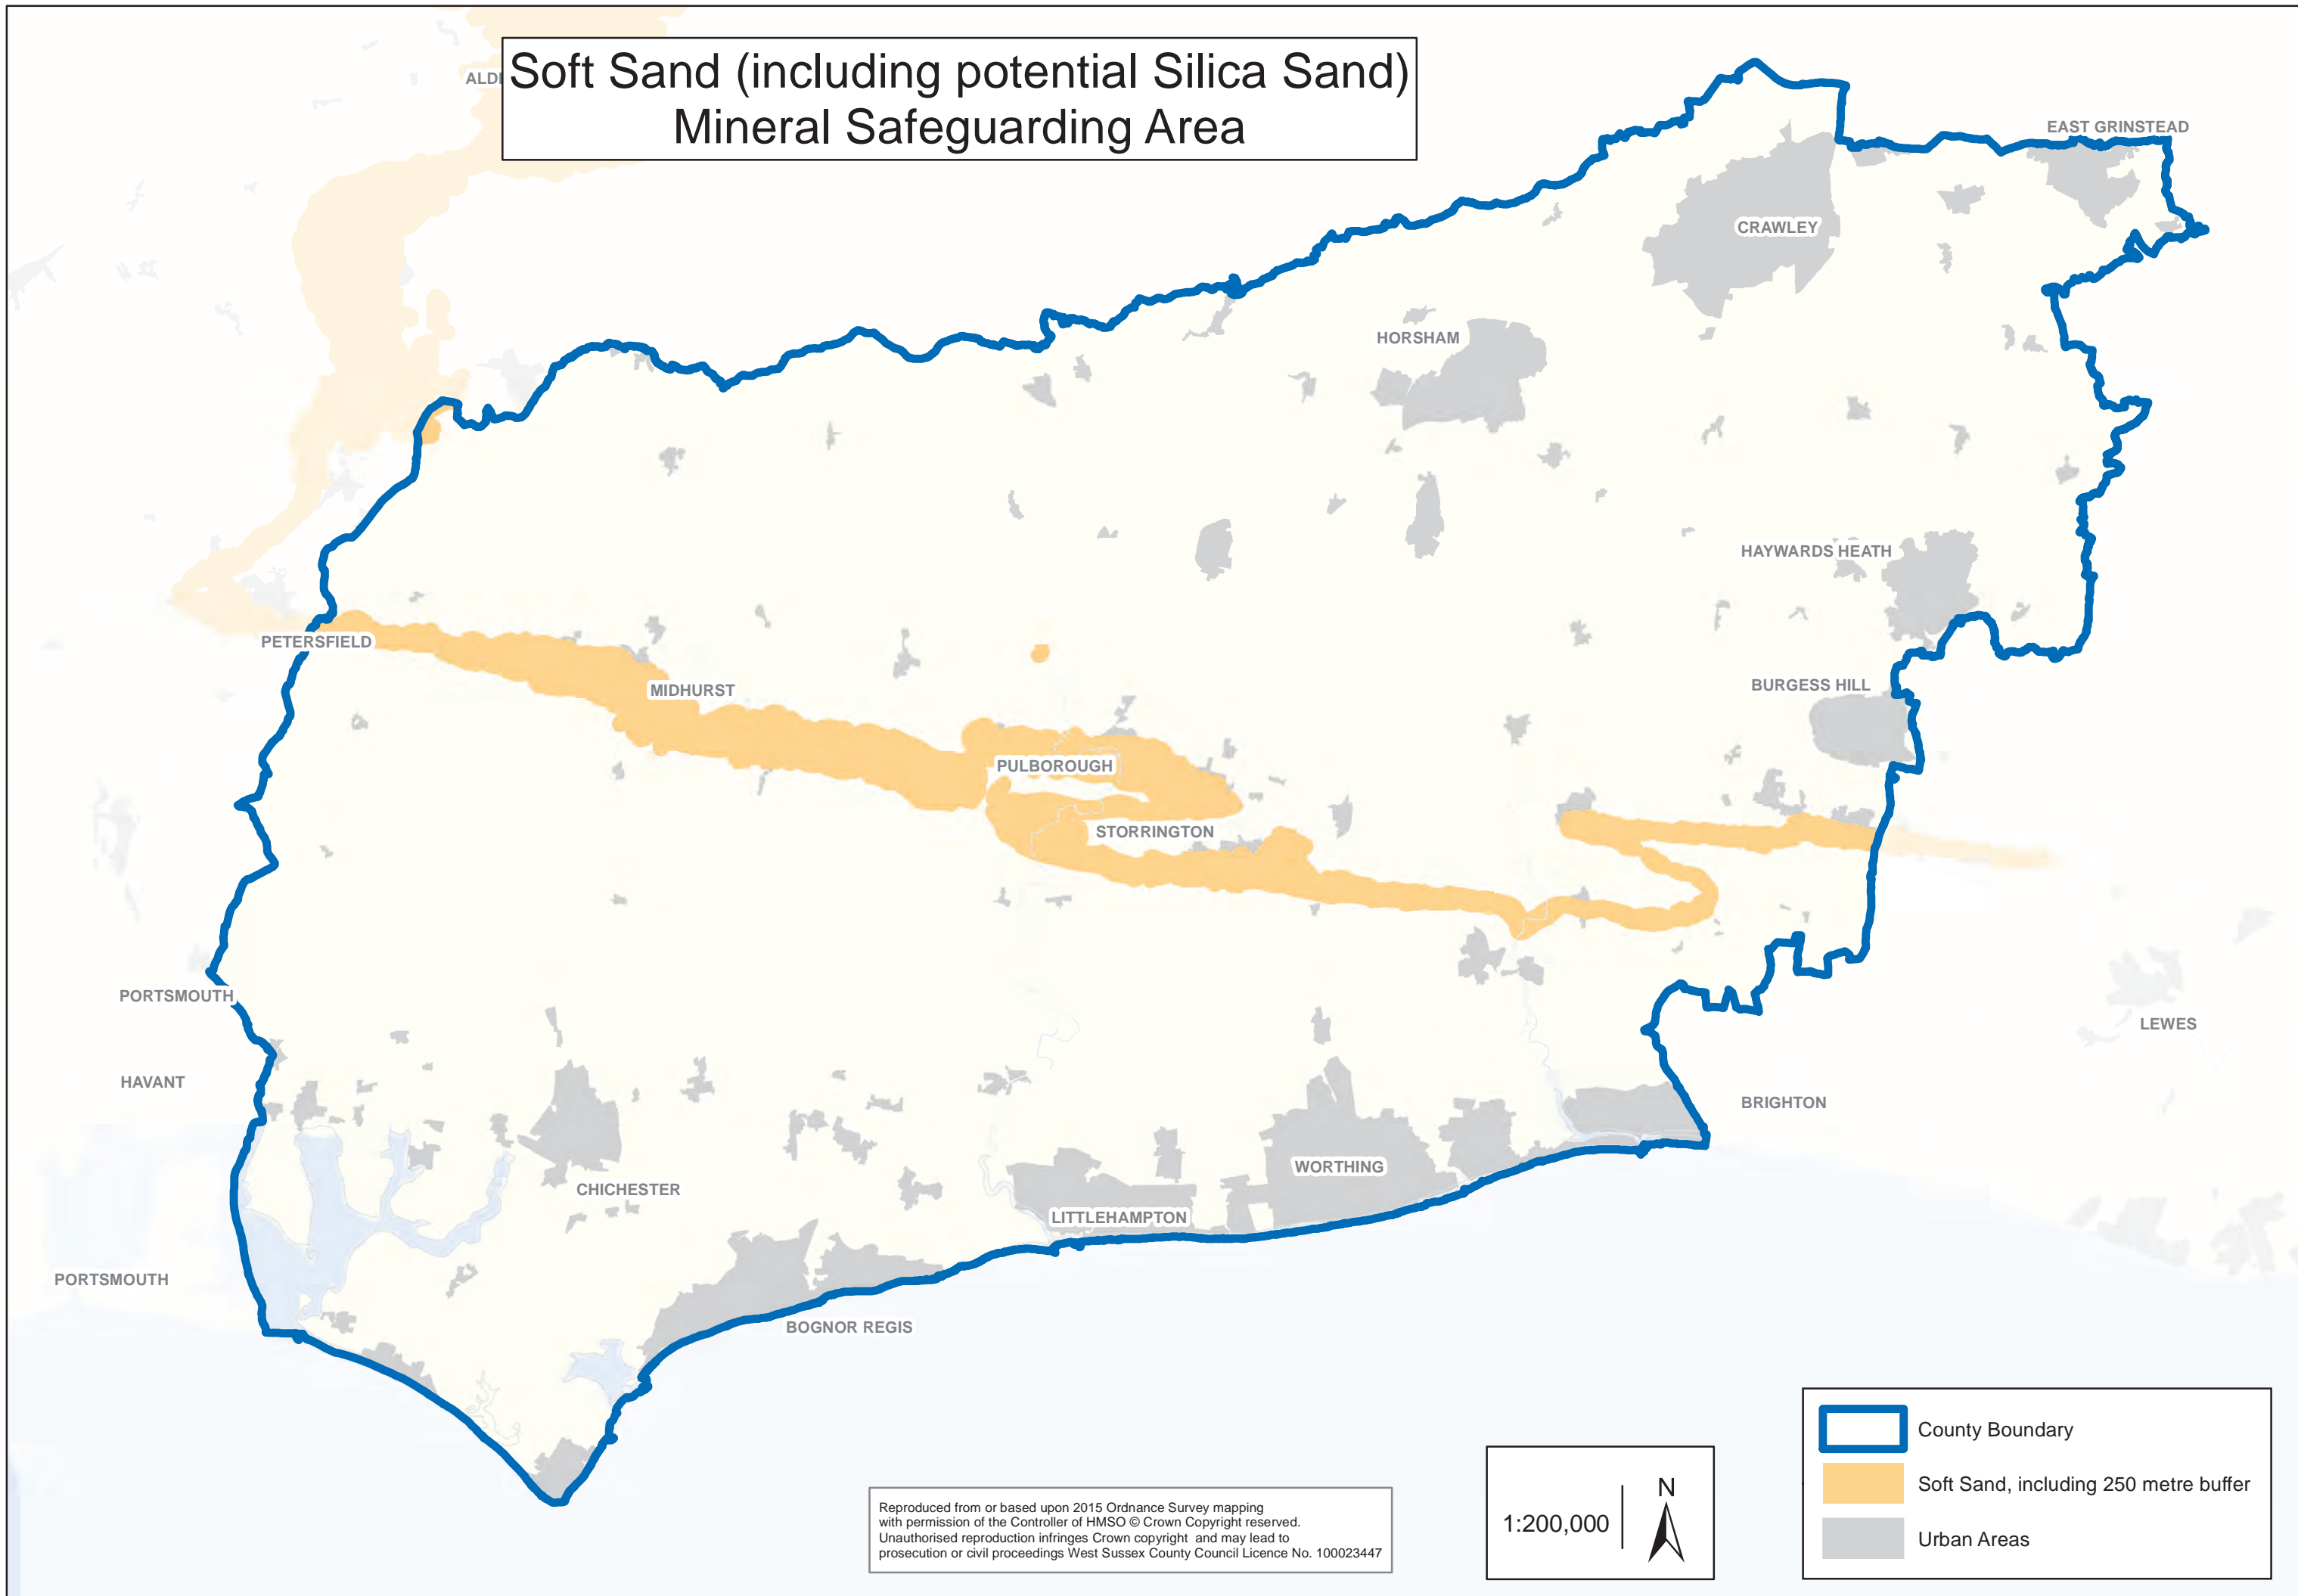 Soft Sand (including potential Silica Sand)
Mineral Safeguarding Area
ALD
EAST GRINSTEAD
CRAWLEY
HORSHAM
HAYWARDS HEATH
PETERSFIELD
MIDHURST
BURGESS HILL
PULBOROUGH
STORRINGTON
PORTSMOUTH
LEWES
HAVANT
BRIGHTON
WORTHING
CHICHESTER
LITTLEHAMPTON
PORTSMOUTH
BOGNOR REGIS
County Boundary
Soft Sand, including 250 metre buffer
Urban Areas
N
1:200,000
Reproduced from or based upon 2015 Ordnance Survey mapping
with permission of the Controller of HMSO © Crown Copyright reserved.
Unauthorised reproduction infringes Crown copyright and may lead to
prosecution or civil proceedings West Sussex County Council Licence No. 100023447